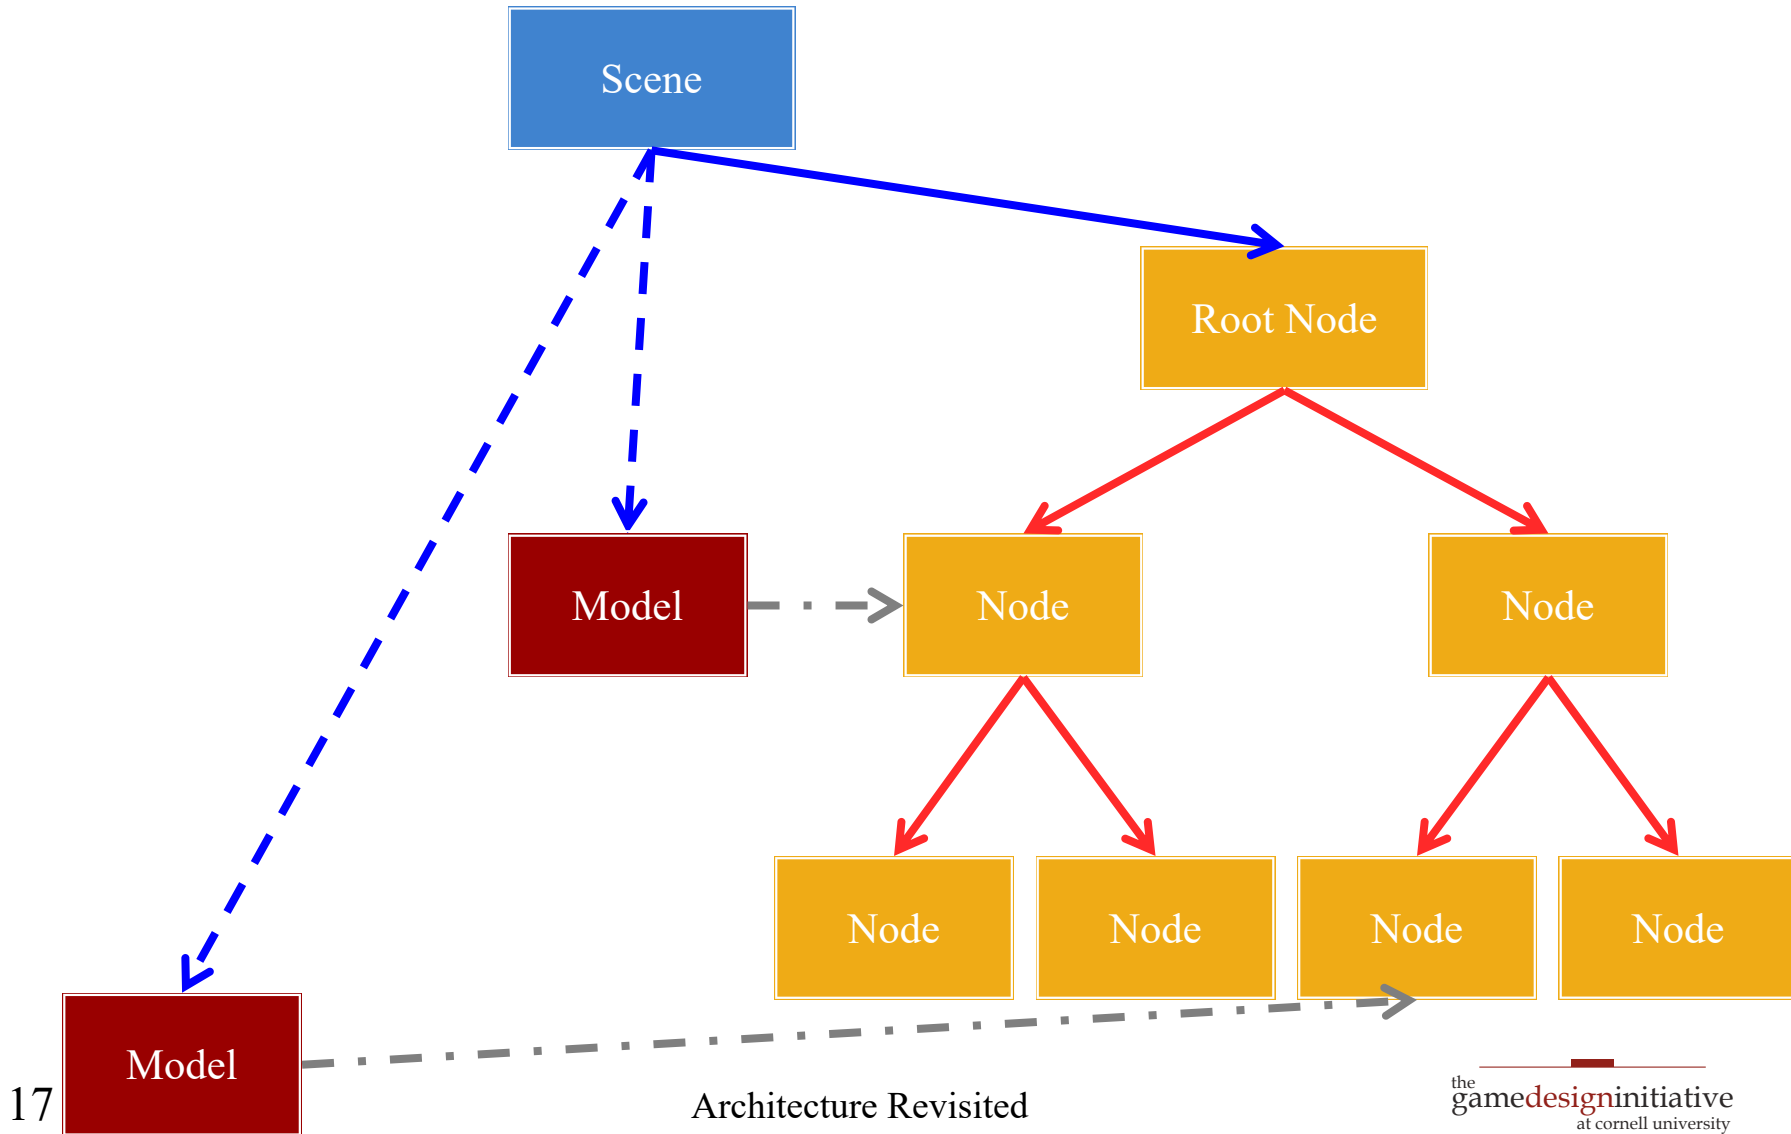 Scene
Root Node
Model
Node
Node
Node
Node
Node
Node
Model
17
Architecture Revisited
the
gamedesigninitiative
at cornell university